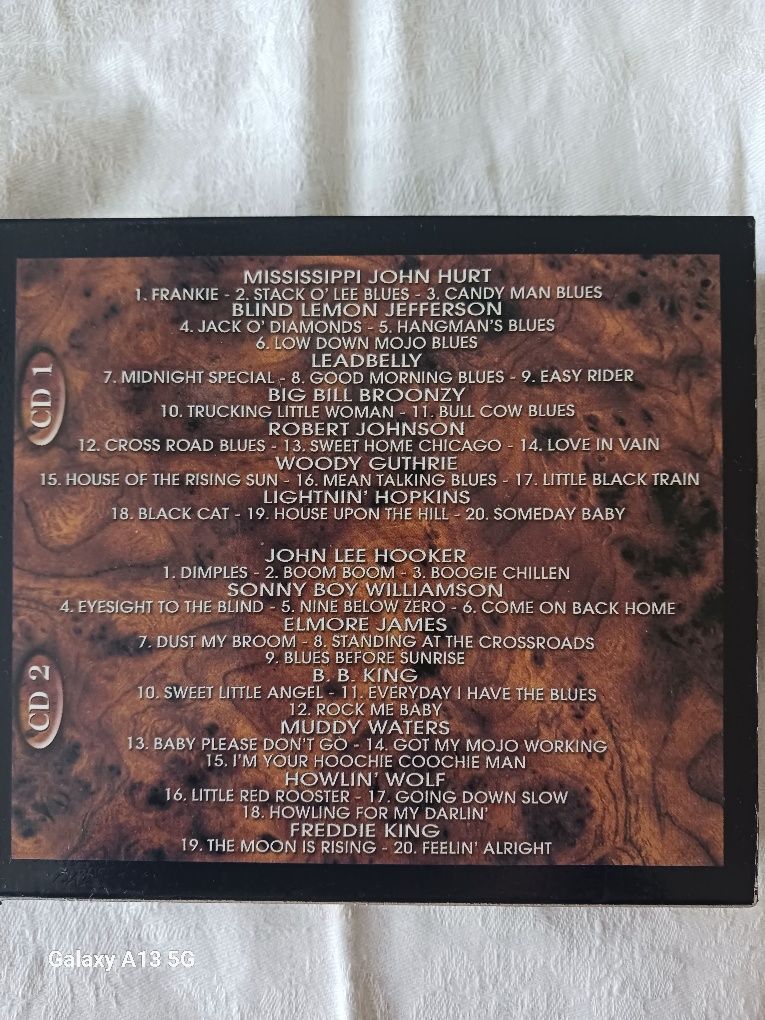 MISSISSIPPI JOHN HURT
1. FRANKIE - 2. STACK O' LEE BLUES - 3. CANDY MAN BLUES
BLIND LEMON JEFFERSON
4. JACK O' DIAMONDS - 5. HANGMAN'S BLUES
6. LOW DOWN MOJO BLUES
LEADBELLY
7. MIDNIGHT SPECIAL - 8. GOOD MORNING BLUES - 9. EASY RIDER
BIG BILL BROONZY
10. TRUCKING LITTLE WOMAN - 11. BULL COW BLUES
ROBERT JOHNSON
12. CROSS ROAD BLUES - 13. SWEET HOME CHICAGO - 14. LOVE IN VAIN
WOODY GUTHRIE
15. HOUSE OF THE RISING SUN - 16. MEAN TALKING BLUES - 17. LITTLE BLACK TRAIN
LIGHTNIN' HOPKINS
18. BLACK CAT - 19. HOUSE UPON THE HILL - 20. SOMEDAY BABY
CD 1
JOHN LEE HOOKER
1. DIMPLES - 2. BOOM BOOM - 3. BOOGIE CHILLEN
SONNY BOY WILLIAMSON
4. EYESIGHT TO THE BLIND - 5. NINE BELOW ZERO - 6. COME ON BACK HOME
ELMORE JAMES
7. DUST MY BROOM - 8. STANDING AT THE CROSSROADS
9. BLUES BEFORE SUNRISE
B. B. KING
10. SWEET LITTLE ANGEL - 11. EVERYDAY I HAVE THE BLUES
12. ROCK ME BABY
MUDDY WATERS
13. BABY PLEASE DON'T GO - 14. GOT MY MOJO WORKING
15. I'M YOUR HOOCHIE COOCHIE MAN
HOWLIN' WOLF
16. LITTLE RED ROOSTER - 17. GOING DOWN SLOW
18. HOWLING FOR MY DARLIN'
FREDDIE KING
19. THE MOON IS RISING - 20. FEELIN' ALRIGHT
CD 2
Galaxy A13 5G